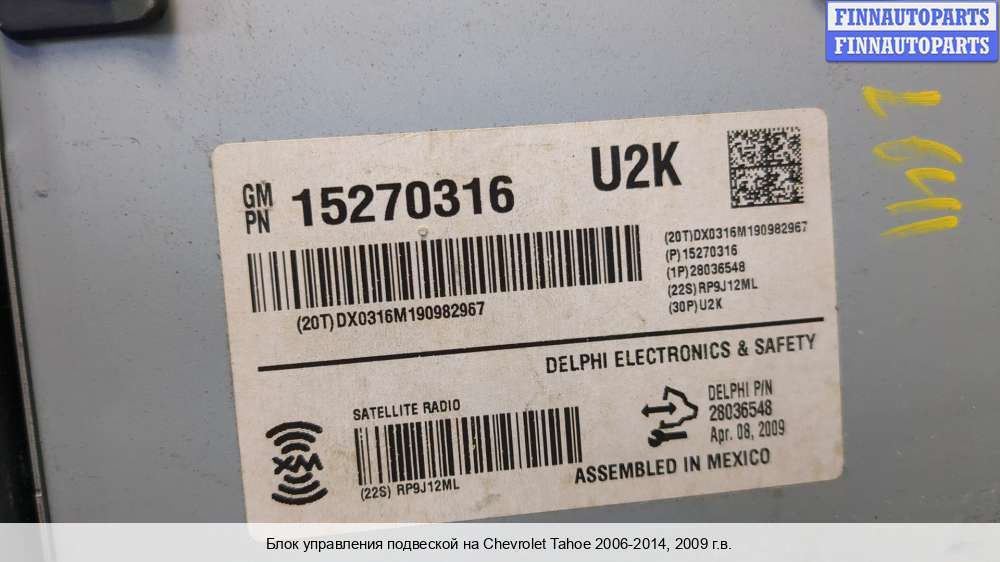 FINNAUTOPARTS
FINNAUTOPARTS
GM
PN
15270316
U2K
(20T)DX0316M190982967
(P)15270316
(1P)28036548
(22S)RP9J12ML
(30P)U2K
(20T)DX0316M190982967
DELPHI ELECTRONICS & SAFETY
SATELLITE RADIO
XM
(22S) RP9J12ML
DELPHI P/N
28036548
Apr. 08, 2009
ASSEMBLED IN MEXICO
Блок управления подвеской на Chevrolet Tahoe 2006-2014, 2009 г.в.